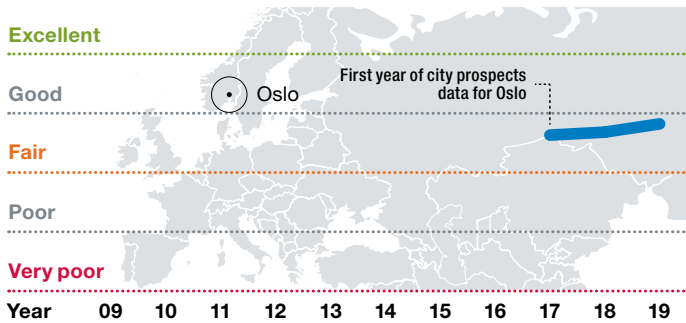 Excellent
Good
Oslo
First year of city prospects
data for Oslo
Fair
Poor
Very poor
Year 09 10 11 12 13 14 15 16 17 18 19